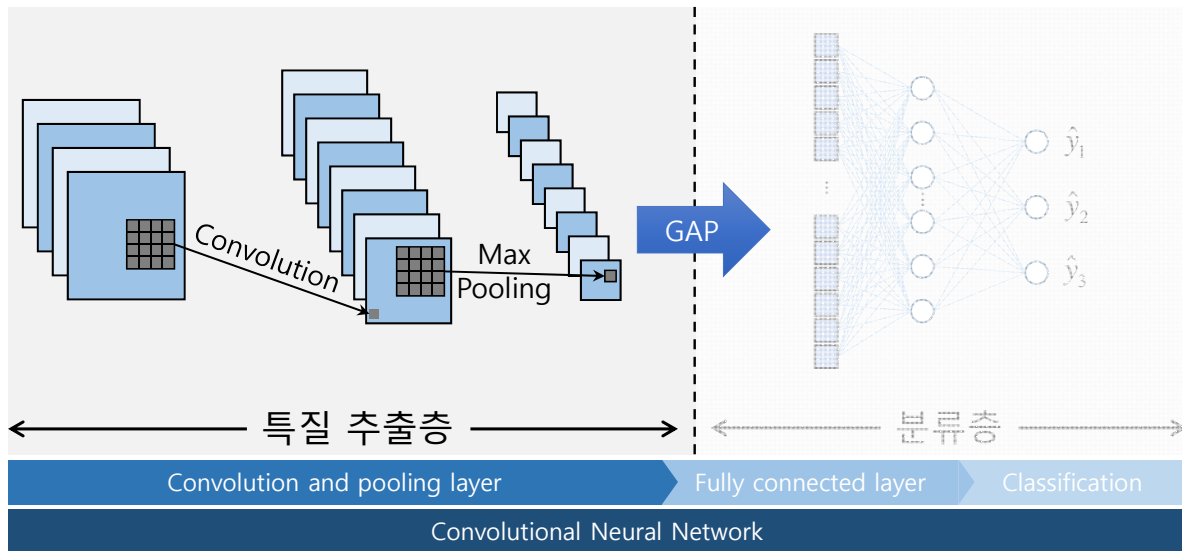 Convolution
Max
Pooling
GAP
⋮
⋮
ŷ₁
ŷ₂
ŷ₃
특질 추출층
분류층
Convolution and pooling layer
Fully connected layer
Classification
Convolutional Neural Network